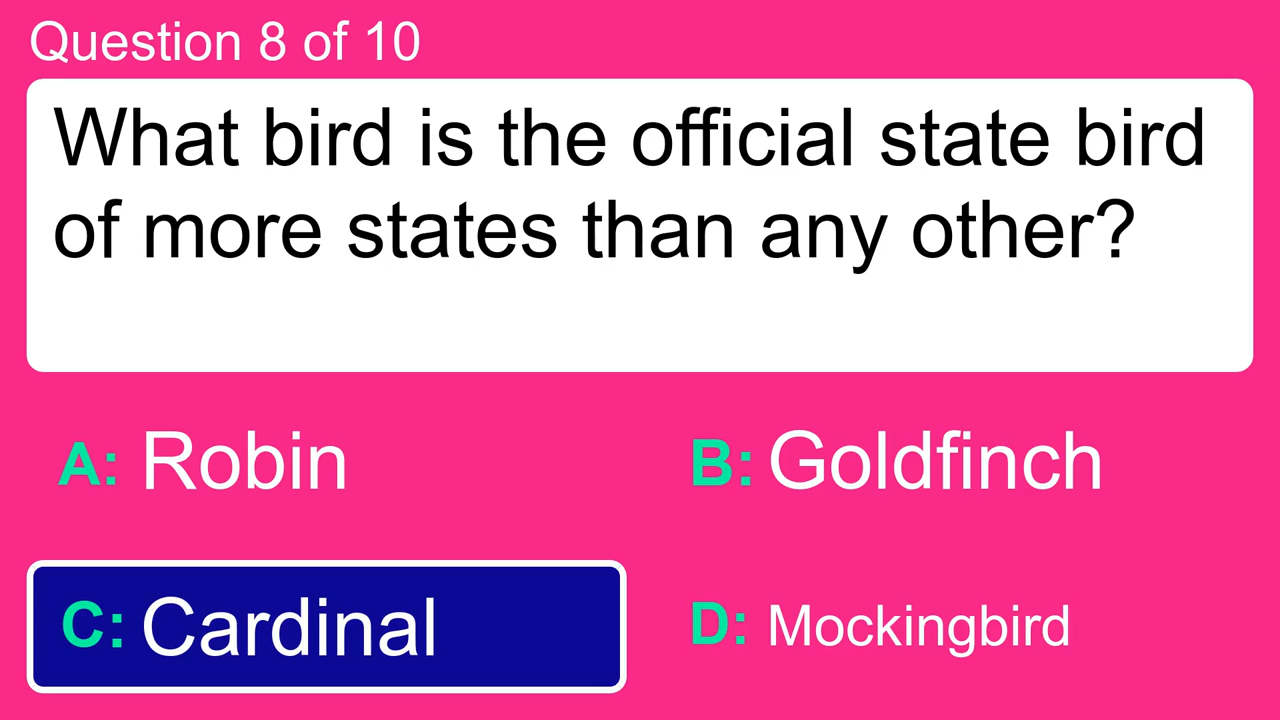 Question 8 of 10
What bird is the official state bird
of more states than any other?
A: Robin
B: Goldfinch
C: Cardinal
D: Mockingbird